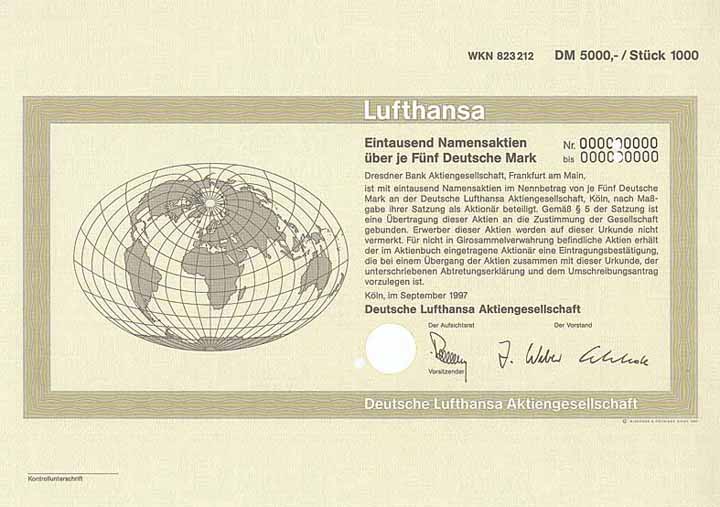 WKN 823212 DM 5000,- / Stück 1000
Lufthansa
Eintausend Namensaktien
über je Fünf Deutsche Mark
Nr.
bis
Dresdner Bank Aktiengesellschaft, Frankfurt am Main,
ist mit eintausend Namensaktien im Nennbetrag von je Fünf Deutsche
Mark an der Deutsche Lufthansa Aktiengesellschaft, Köln, nach Maß-
gabe ihrer Satzung als Aktionär beteiligt. Gemäß § 5 der Satzung ist
eine Übertragung dieser Aktien an die Zustimmung der Gesellschaft
gebunden. Erwerber dieser Aktien werden auf dieser Urkunde nicht
vermerkt. Für nicht in Girosammelverwahrung befindliche Aktien erhält
der im Aktienbuch eingetragene Aktionär eine Eintragungsbestätigung,
die bei einem Übergang der Aktien zusammen mit dieser Urkunde, der
unterschriebenen Abtretungserklärung und dem Umschreibungsantrag
vorzulegen ist.
Köln, im September 1997
Deutsche Lufthansa Aktiengesellschaft
Der Aufsichtsrat Der Vorstand
J. Weber
Vorsitzender
Deutsche Lufthansa Aktiengesellschaft
Kontrollunterschrift